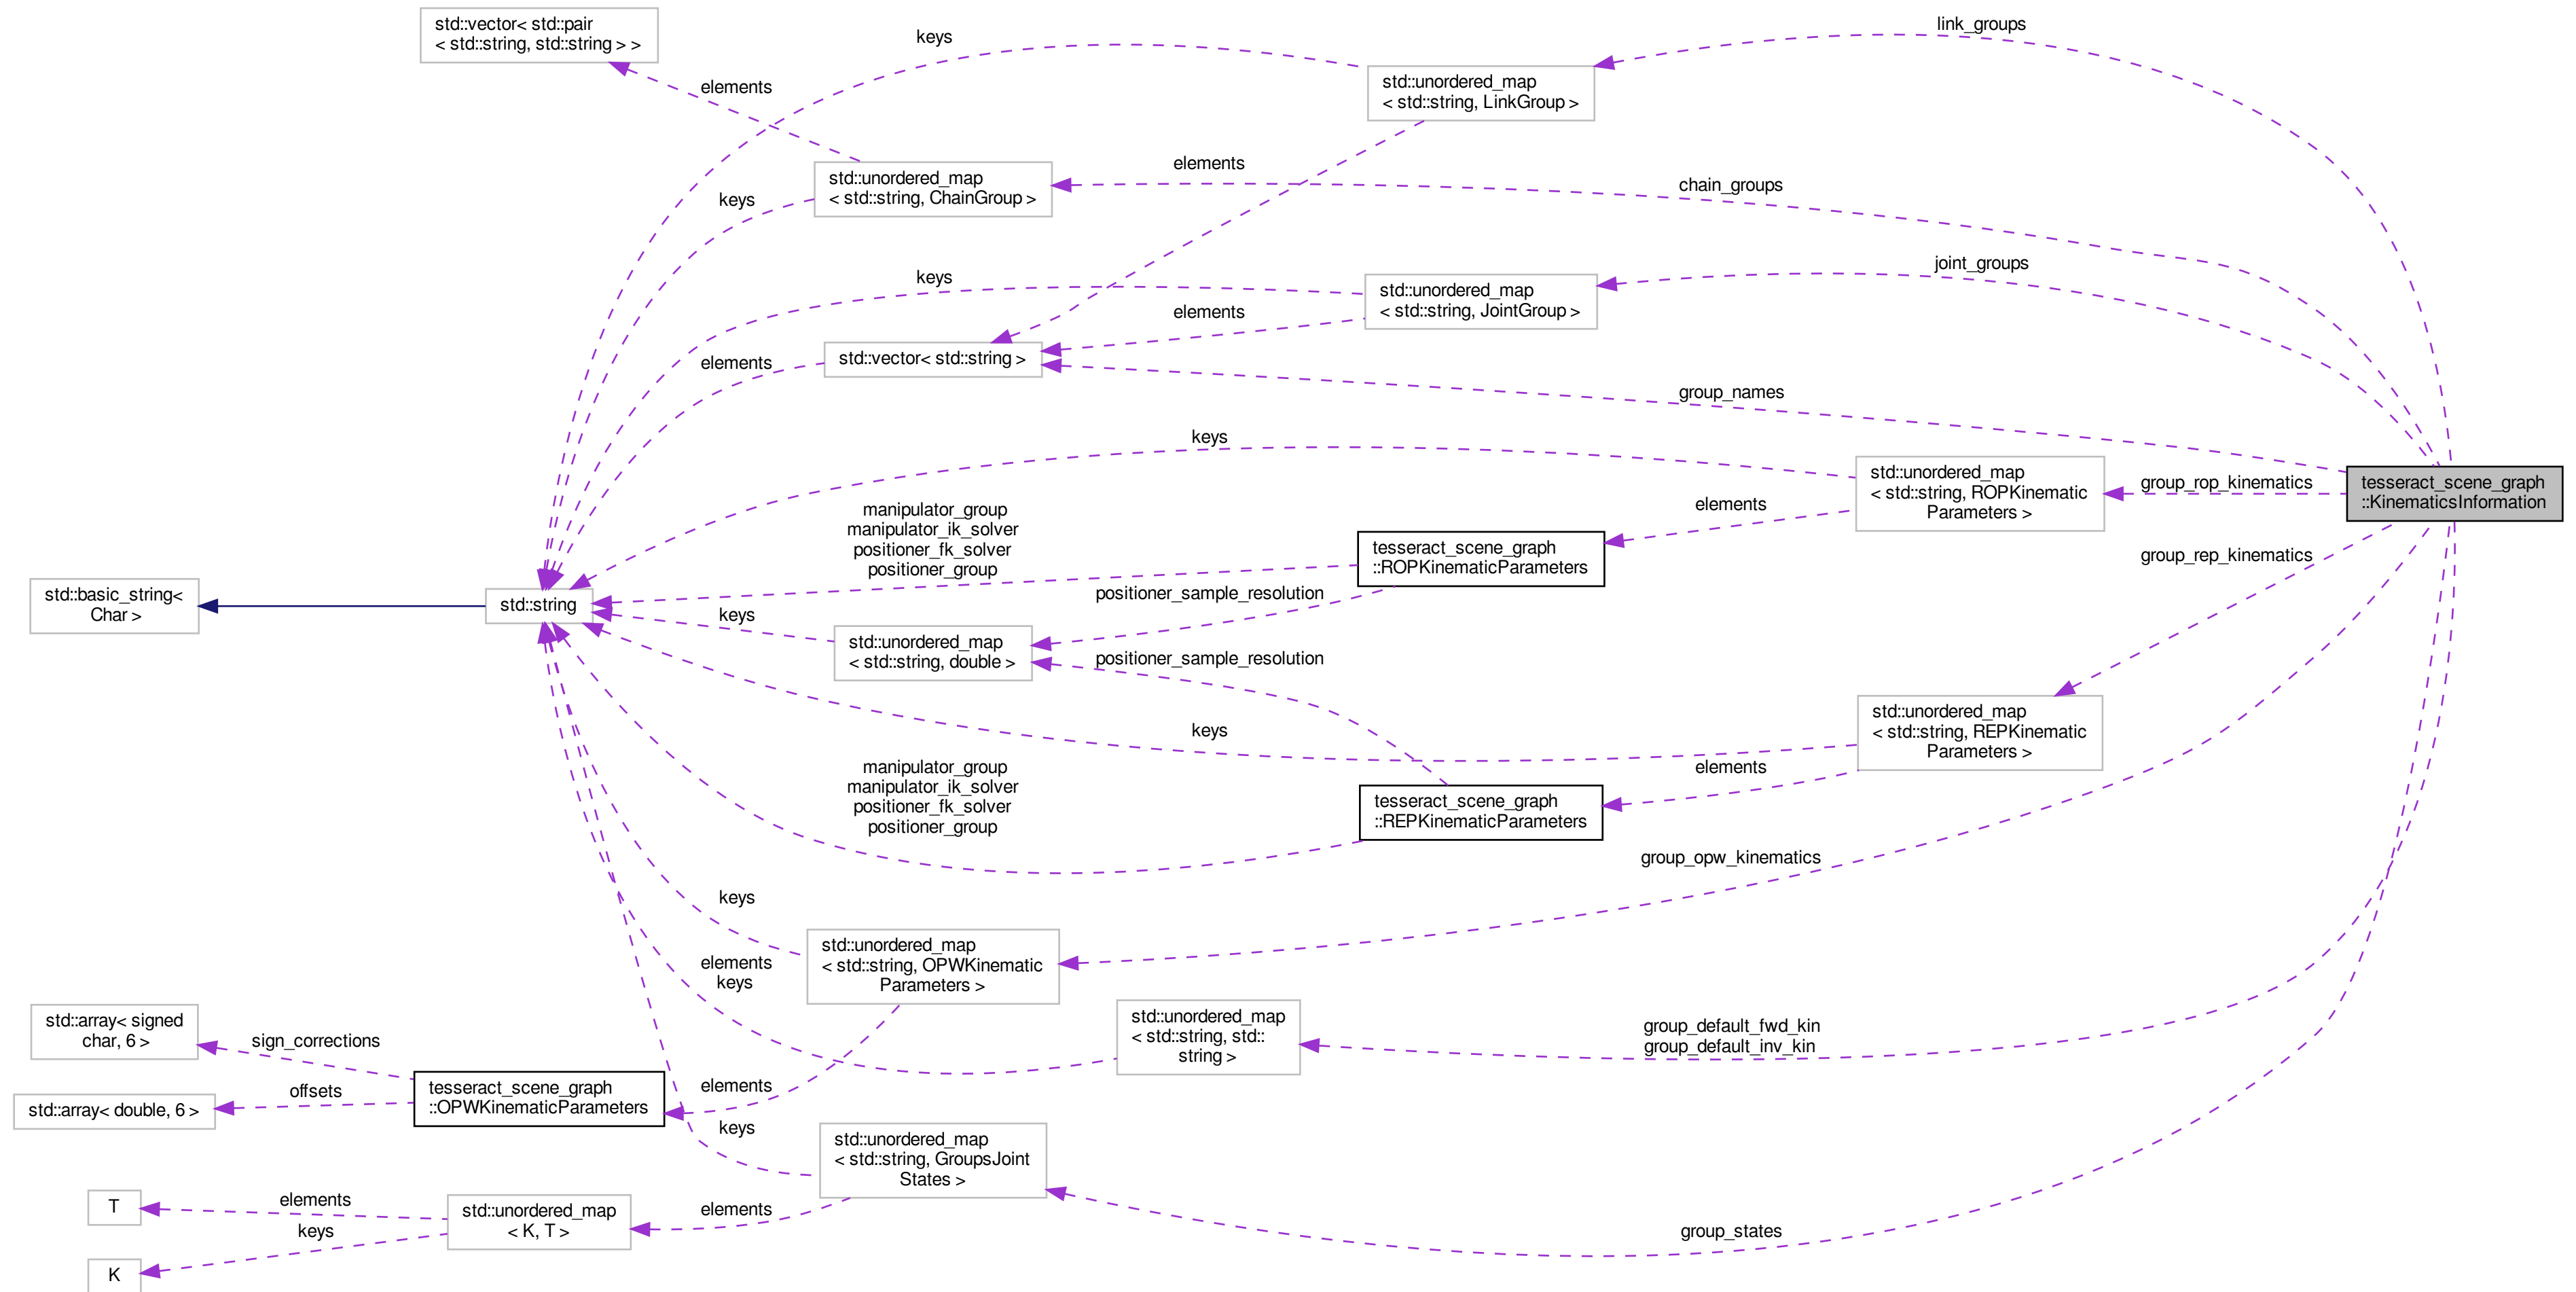 std::vector< std::pair
< std::string, std::string > >
keys
link_groups
std::unordered_map
< std::string, LinkGroup >
elements
std::unordered_map
< std::string, ChainGroup >
elements
chain_groups
keys
keys
joint_groups
std::unordered_map
< std::string, JointGroup >
elements
std::vector< std::string >
elements
group_names
keys
std::unordered_map
< std::string, ROPKinematic
Parameters >
group_rop_kinematics
tesseract_scene_graph
::KinematicsInformation
manipulator_group
manipulator_ik_solver
positioner_fk_solver
positioner_group
elements
tesseract_scene_graph
::ROPKinematicParameters
group_rep_kinematics
std::basic_string<
Char >
std::string
positioner_sample_resolution
keys
std::unordered_map
< std::string, double >
positioner_sample_resolution
keys
std::unordered_map
< std::string, REPKinematic
Parameters >
manipulator_group
manipulator_ik_solver
positioner_fk_solver
positioner_group
elements
tesseract_scene_graph
::REPKinematicParameters
group_opw_kinematics
keys
std::unordered_map
< std::string, OPWKinematic
Parameters >
elements
keys
std::unordered_map
< std::string, std::
string >
group_default_fwd_kin
group_default_inv_kin
std::array< signed
char, 6 >
sign_corrections
std::array< double, 6 >
offsets
tesseract_scene_graph
::OPWKinematicParameters
elements
keys
std::unordered_map
< std::string, GroupsJoint
States >
T
elements
keys
std::unordered_map
< K, T >
elements
group_states
K